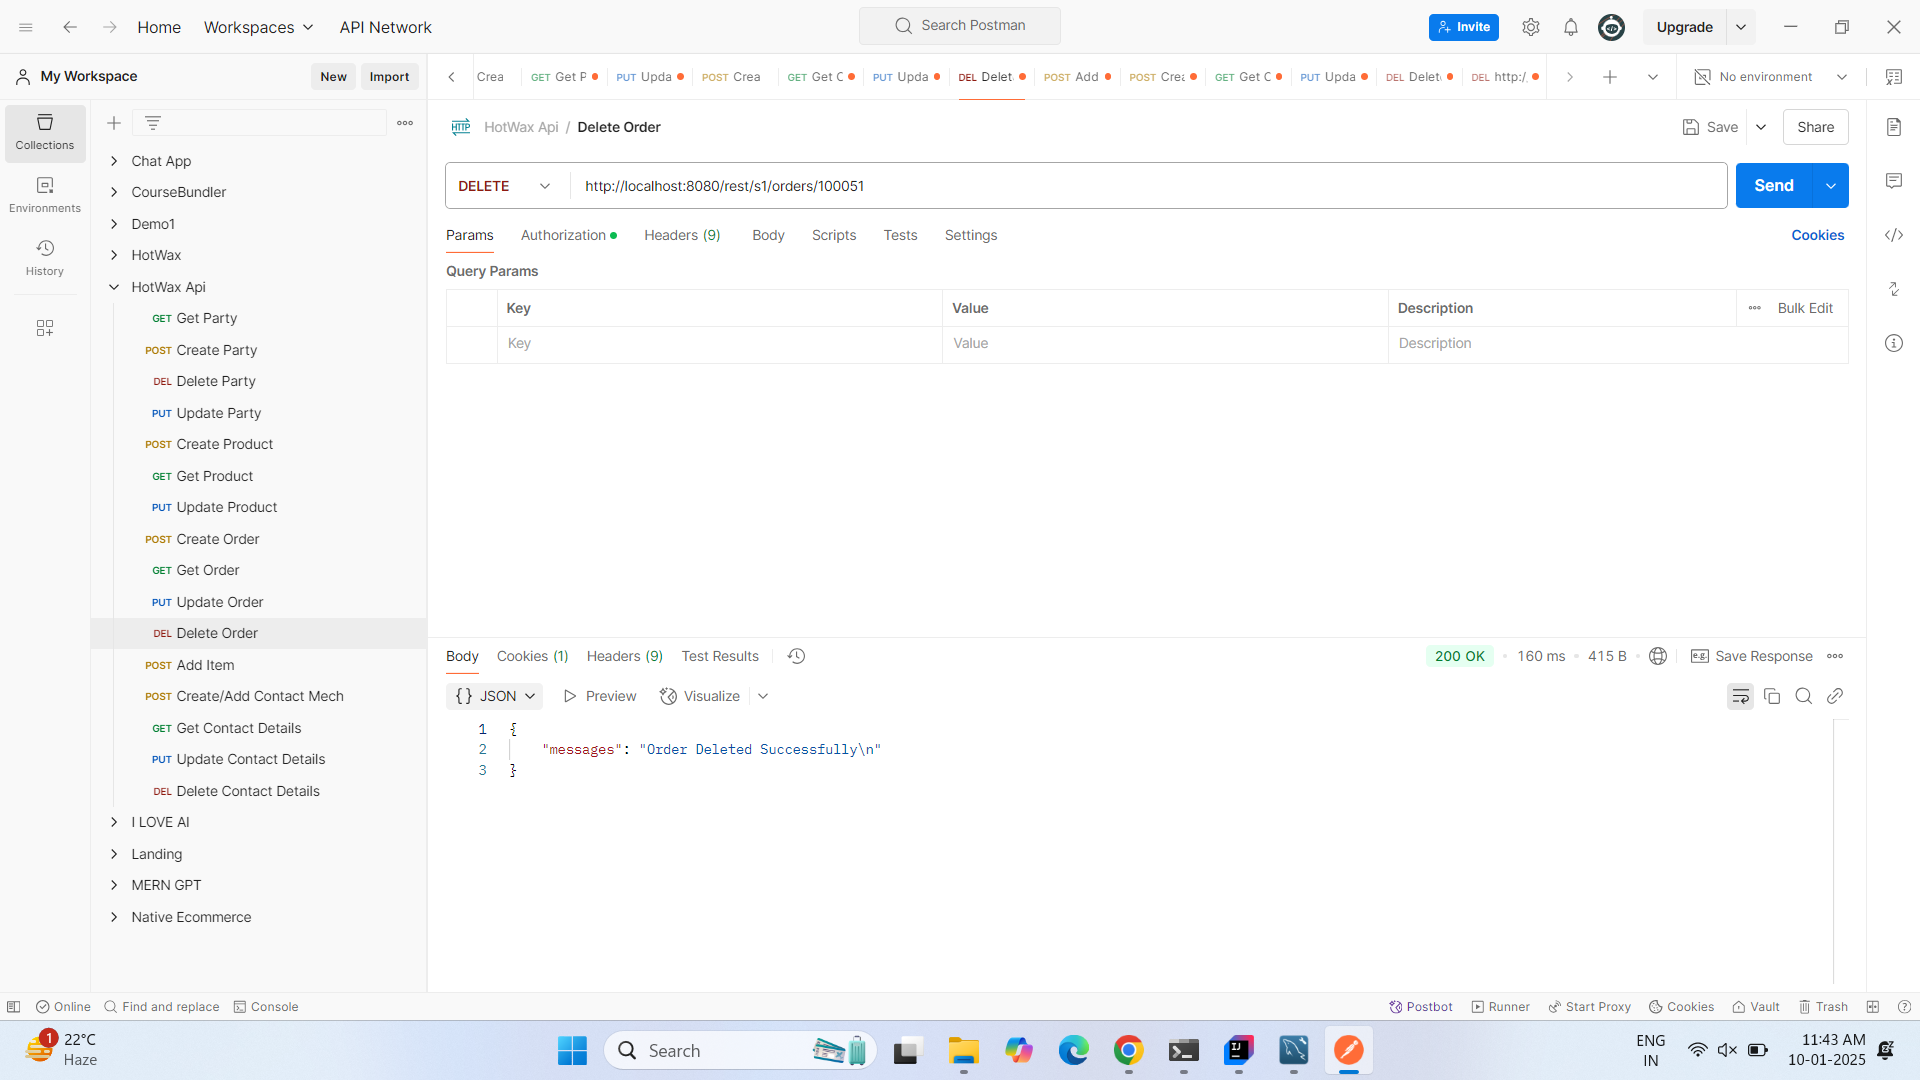 Home Workspaces API Network Search Postman Invite Upgrade
My Workspace New Import Crea GET Get P PUT Upda POST Crea GET Get C PUT Upda DEL Delet POST Add POST Crea GET Get C PUT Upda DEL Delet DEL http:/ No environment
Collections
Environments
History
Chat App
CourseBundler
Demo1
HotWax
HotWax Api
GET Get Party
POST Create Party
DEL Delete Party
PUT Update Party
POST Create Product
GET Get Product
PUT Update Product
POST Create Order
GET Get Order
PUT Update Order
DEL Delete Order
POST Add Item
POST Create/Add Contact Mech
GET Get Contact Details
PUT Update Contact Details
DEL Delete Contact Details
I LOVE AI
Landing
MERN GPT
Native Ecommerce
HTTP HotWax Api / Delete Order Save Share
DELETE http://localhost:8080/rest/s1/orders/100051 Send
Params Authorization Headers (9) Body Scripts Tests Settings Cookies
Query Params
Key Value Description Bulk Edit
Key Value Description
Body Cookies (1) Headers (9) Test Results 200 OK 160 ms 415 B e.g. Save Response
{} JSON Preview Visualize
1 {
2 "messages": "Order Deleted Successfully\n"
3 }
Online Find and replace Console Postbot Runner Start Proxy Cookies Vault Trash
1 22°C
Haze
Search
IJ
ENG
IN
11:43 AM
10-01-2025